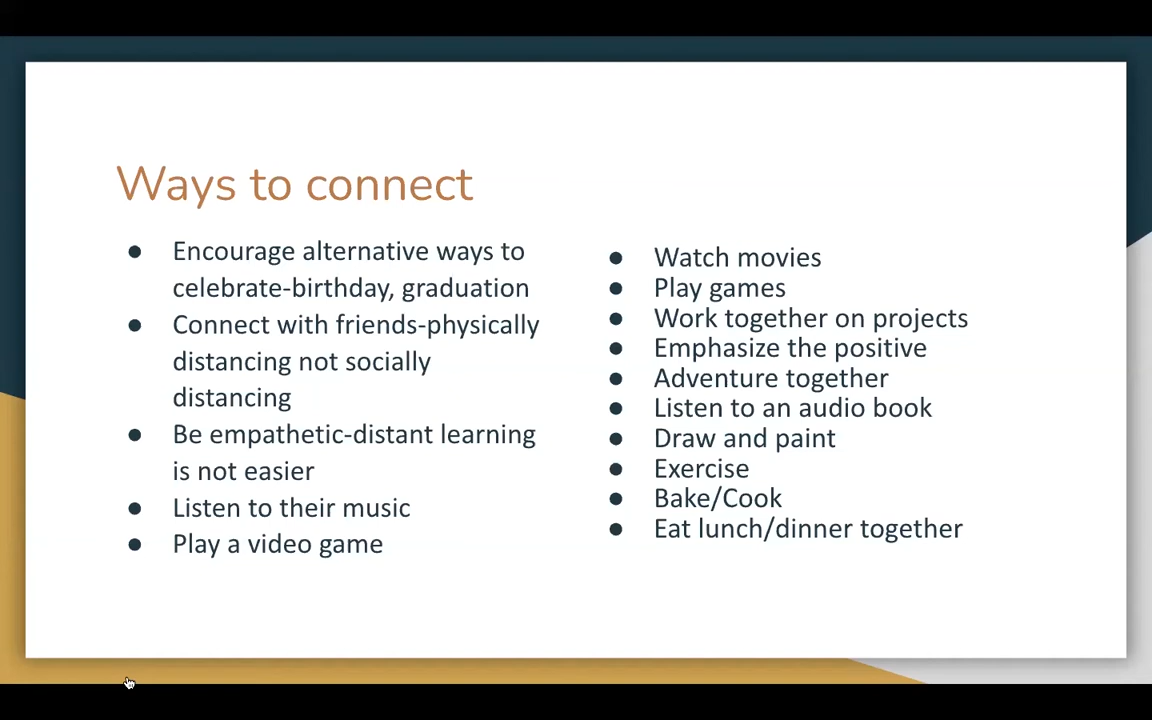 Ways to connect
● Encourage alternative ways to
celebrate-birthday, graduation
● Connect with friends-physically
distancing not socially
distancing
● Be empathetic-distant learning
is not easier
● Listen to their music
● Play a video game
● Watch movies
● Play games
● Work together on projects
● Emphasize the positive
● Adventure together
● Listen to an audio book
● Draw and paint
● Exercise
● Bake/Cook
● Eat lunch/dinner together